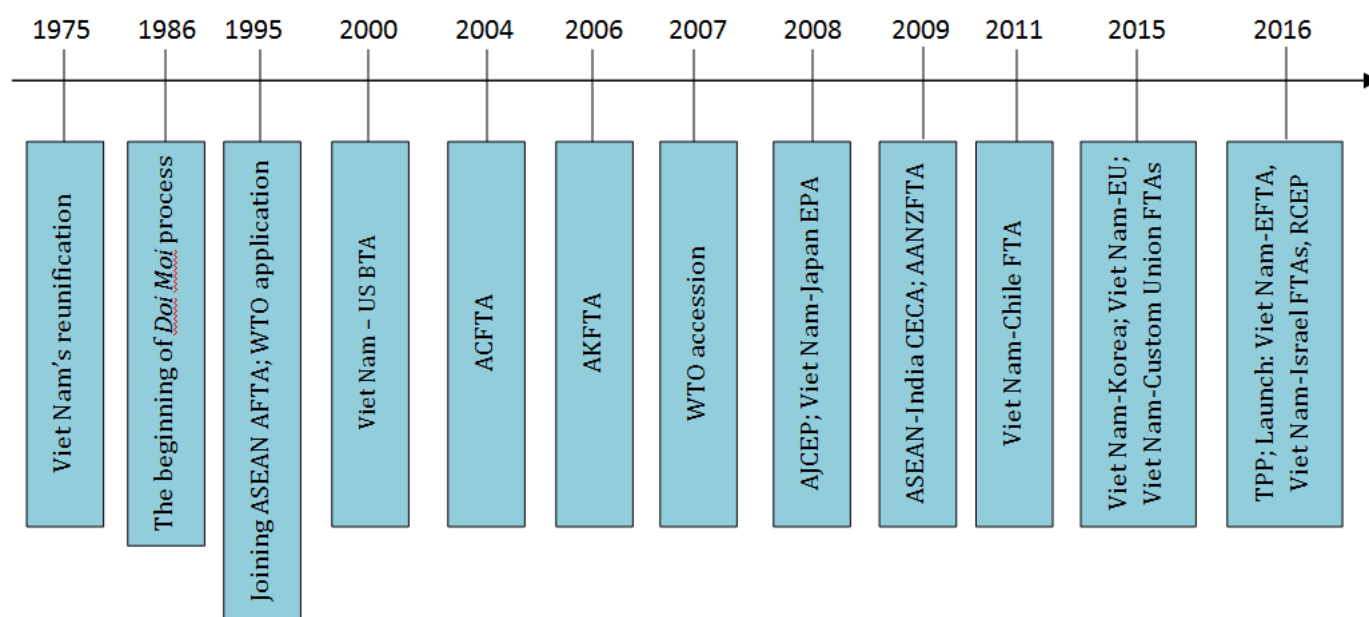 1975 1986 1995 2000 2004 2006 2007 2008 2009 2011 2015 2016
Viet Nam’s reunification
The beginning of Doi Moi process
Joining ASEAN AFTA; WTO application
Viet Nam – US BTA
ACFTA
AKFTA
WTO accession
AJCEP; Viet Nam-Japan EPA
ASEAN-India CECA; AANZFTA
Viet Nam-Chile FTA
Viet Nam-Korea; Viet Nam-EU;
Viet Nam-Custom Union FTAs
TPP; Launch: Viet Nam-EFTA,
Viet Nam-Israel FTAs, RCEP